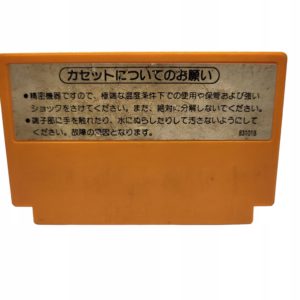 カセットについてのお願い
●精密機器ですので、極端な温度条件下での使用や保管および強い
ショックをさけてください。また、絶対に分解しないでください。
●端子部に手を触れたり、水にぬらしたりして汚さないようにして
ください。故障の原因となります。
831018